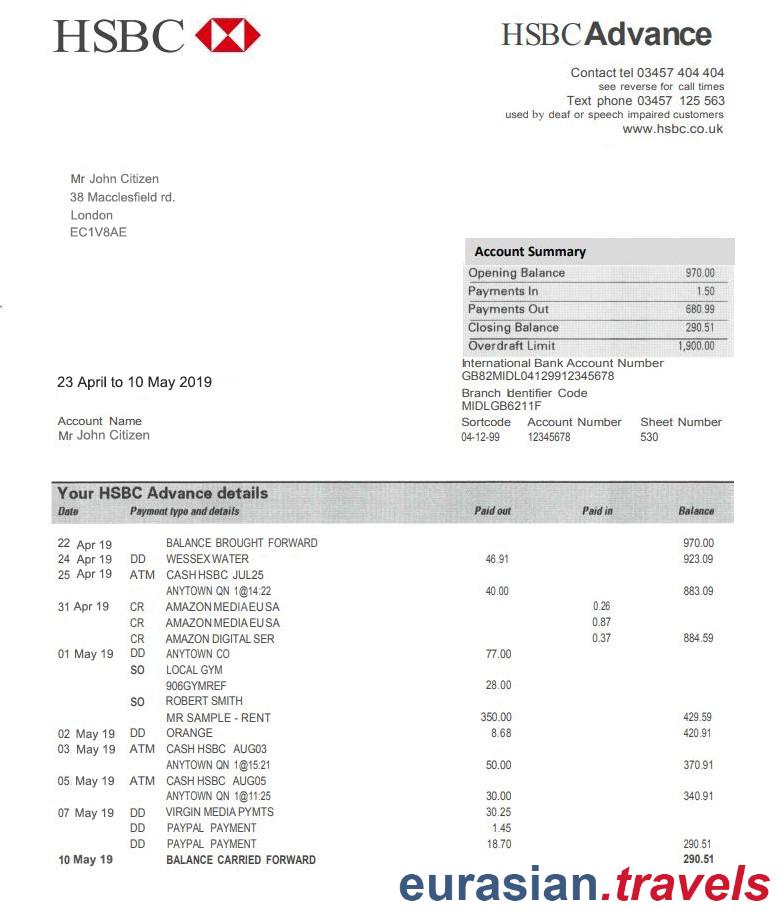 HSBC
HSBC Advance
Contact tel 03457 404 404
see reverse for call times
Text phone 03457 125 563
used by deaf or speech impaired customers
www.hsbc.co.uk
Mr John Citizen
38 Macclesfield rd.
London
EC1V8AE
Account Summary
Opening Balance 970.00
Payments In 1.50
Payments Out 680.99
Closing Balance 290.51
Overdraft Limit 1,900.00
International Bank Account Number
GB82MIDL04129912345678
Branch Identifier Code
MIDLGB6211F
Sortcode Account Number Sheet Number
04-12-99 12345678 530
23 April to 10 May 2019
Account Name
Mr John Citizen
Your HSBC Advance details
Date Payment type and details Paid out Paid in Balance
22 Apr 19 BALANCE BROUGHT FORWARD 970.00
24 Apr 19 DD WESSEX WATER 46.91 923.09
25 Apr 19 ATM CASH HSBC JUL25
ANYTOWN QN 1@14:22 40.00 883.09
31 Apr 19 CR AMAZON MEDIA EU SA 0.26
CR AMAZON MEDIA EU SA 0.87
CR AMAZON DIGITAL SER 0.37 884.59
01 May 19 DD ANYTOWN CO 77.00
SO LOCAL GYM
906GYMREF 28.00
SO ROBERT SMITH
MR SAMPLE - RENT 350.00 429.59
02 May 19 DD ORANGE 8.68 420.91
03 May 19 ATM CASH HSBC AUG03
ANYTOWN QN 1@15:21 50.00 370.91
05 May 19 ATM CASH HSBC AUG05
ANYTOWN QN 1@11:25 30.00 340.91
07 May 19 DD VIRGIN MEDIA PYMTS 30.25
DD PAYPAL PAYMENT 1.45
DD PAYPAL PAYMENT 18.70 290.51
10 May 19 BALANCE CARRIED FORWARD 290.51
eurasian.travels